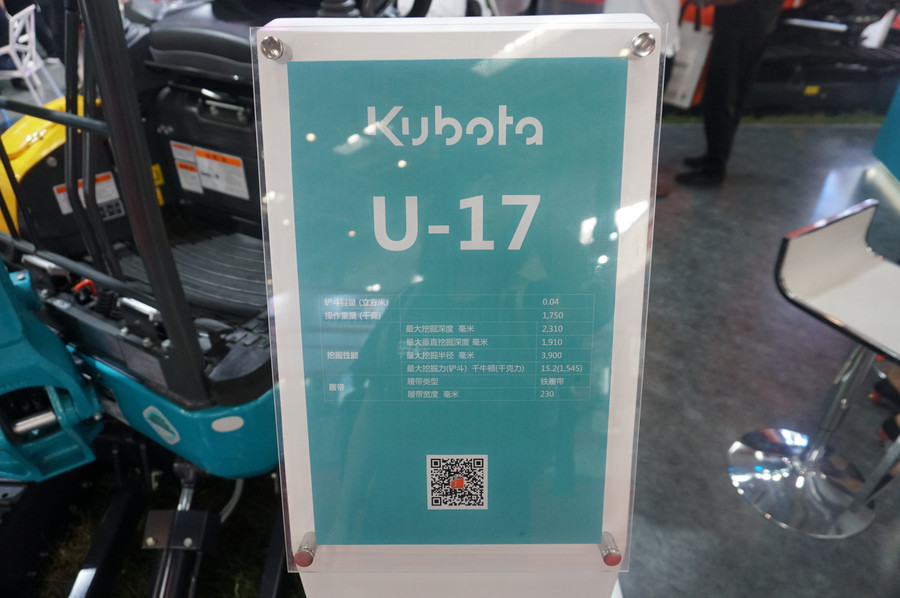 Kubota
U-17
铲斗容量 (立方米) 0.04
操作重量 (千克) 1,750
最大挖掘深度 毫米 2,310
最大垂直挖掘深度 毫米 1,910
挖掘性能 最大挖掘半径 毫米 3,900
最大挖掘力(铲斗) 千牛顿(千克力) 15.2(1,545)
履带 履带类型 铁履带
履带宽度 毫米 230